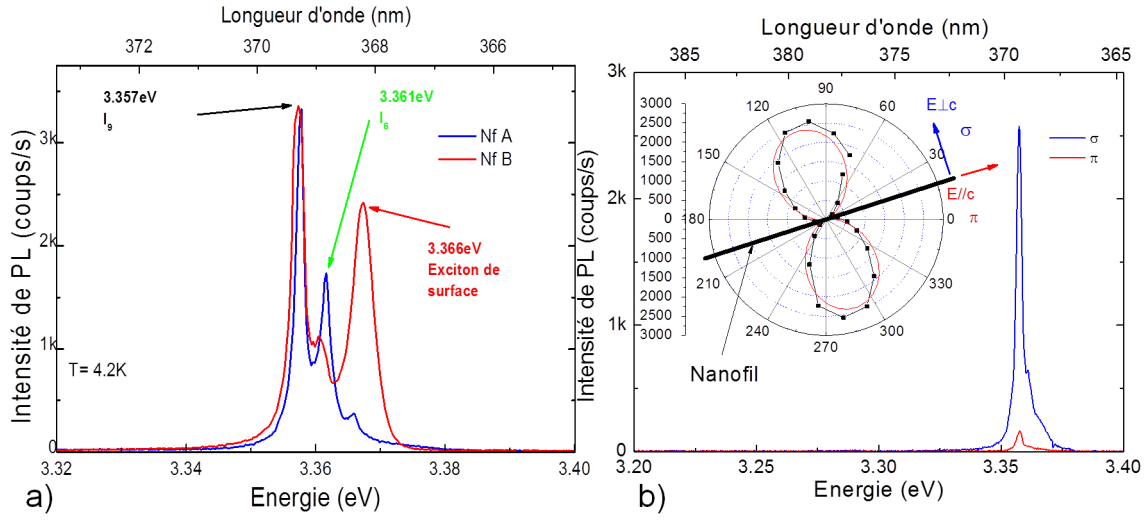 Longueur d'onde (nm)
372 370 368 366
3.357eV
I9
3.361eV
I6
Nf A
Nf B
3.366eV
Exciton de
surface
T= 4.2K
Intensité de PL (coups/s)
3k
2k
1k
0
3.32 3.34 3.36 3.38 3.40
Energie (eV)
a)
Longueur d'onde (nm)
385 380 375 370 365
Intensité de PL (coups/s)
3k
2k
1k
0
3000
2500
2000
1500
1000
500
0
500
1000
1500
2000
2500
3000
90
120 60
150 30
180 0
210 330
240 300
270
E⊥c
σ
E//c
π
Nanofil
σ
π
3.20 3.25 3.30 3.35 3.40
Energie (eV)
b)